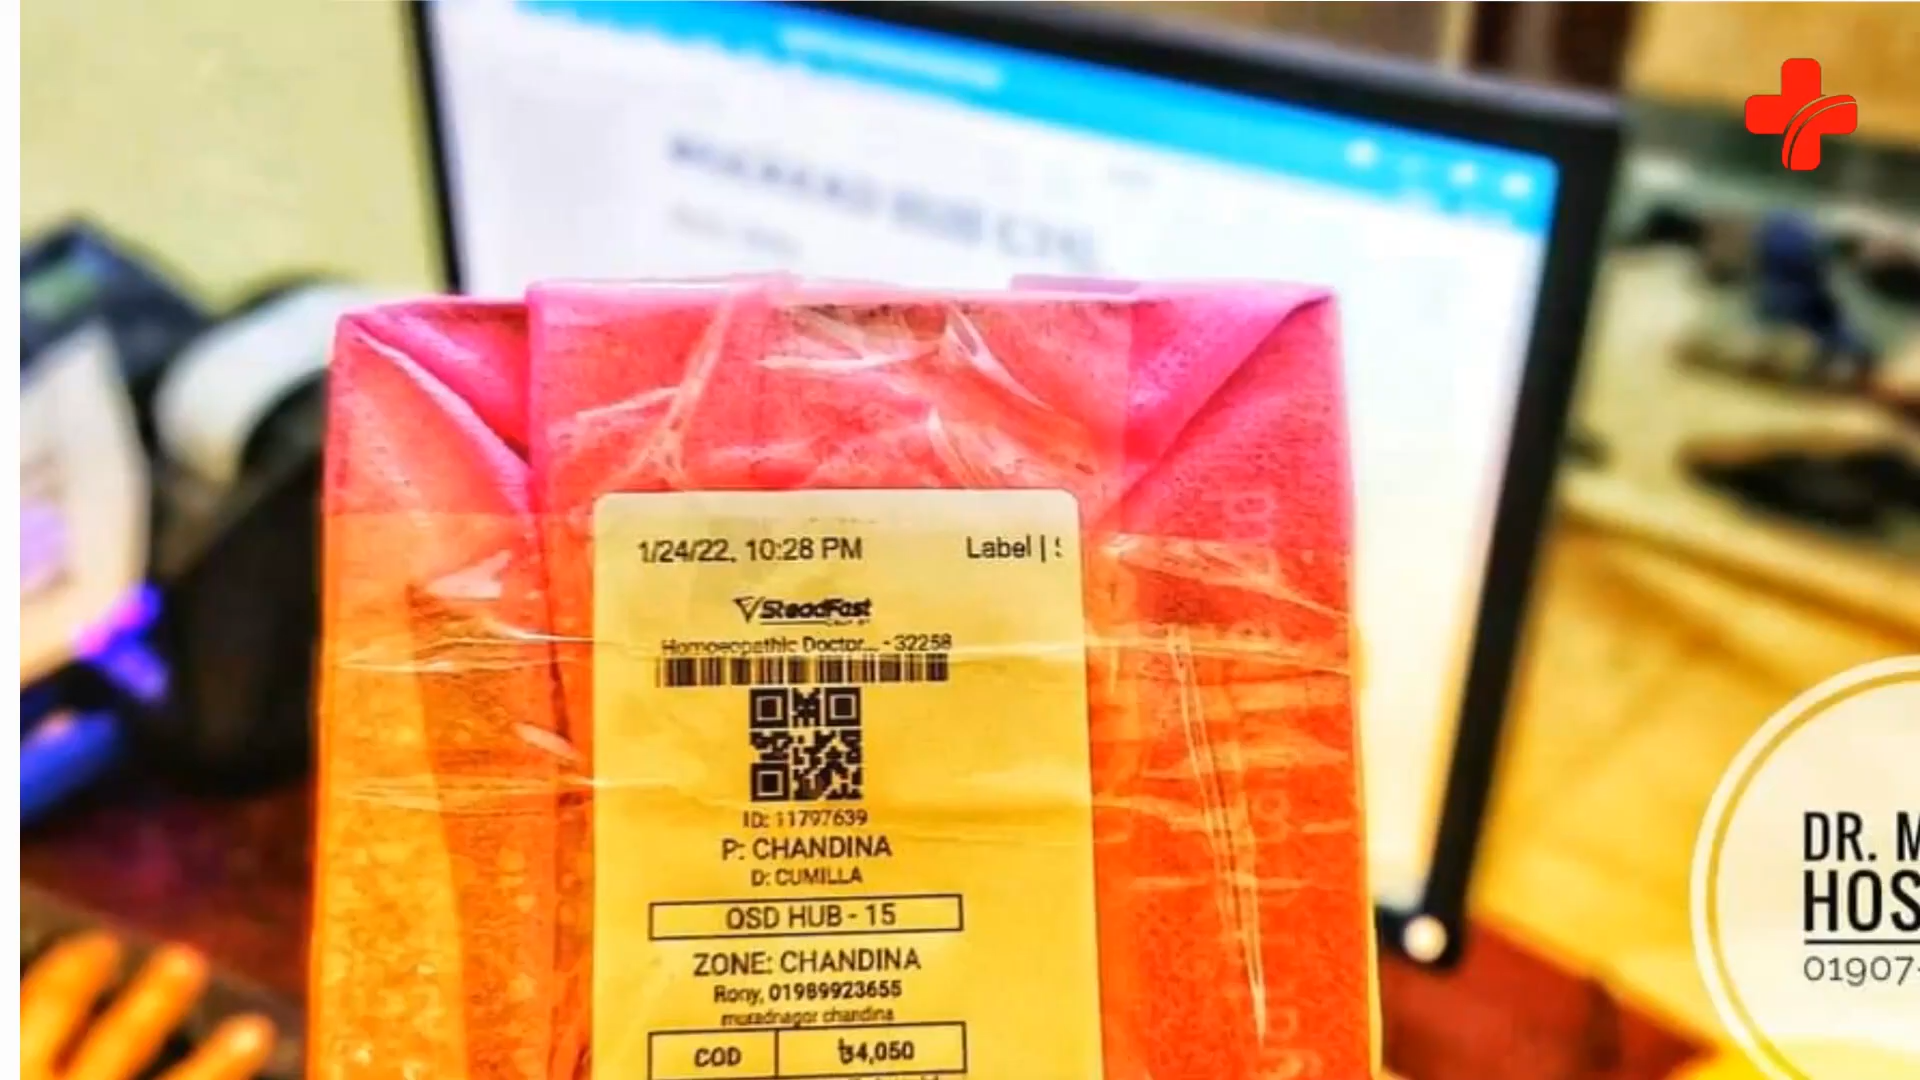 1/24/22, 10:28 PM
Label |
SteadFast
Homoeopathic Doctor... - 32258
ID: 11797639
P: CHANDINA
D: CUMILLA
OSD HUB - 15
ZONE: CHANDINA
Rony, 01989923655
muradnagar chandina
COD ৳4,050
DR. M
HOS
01907-